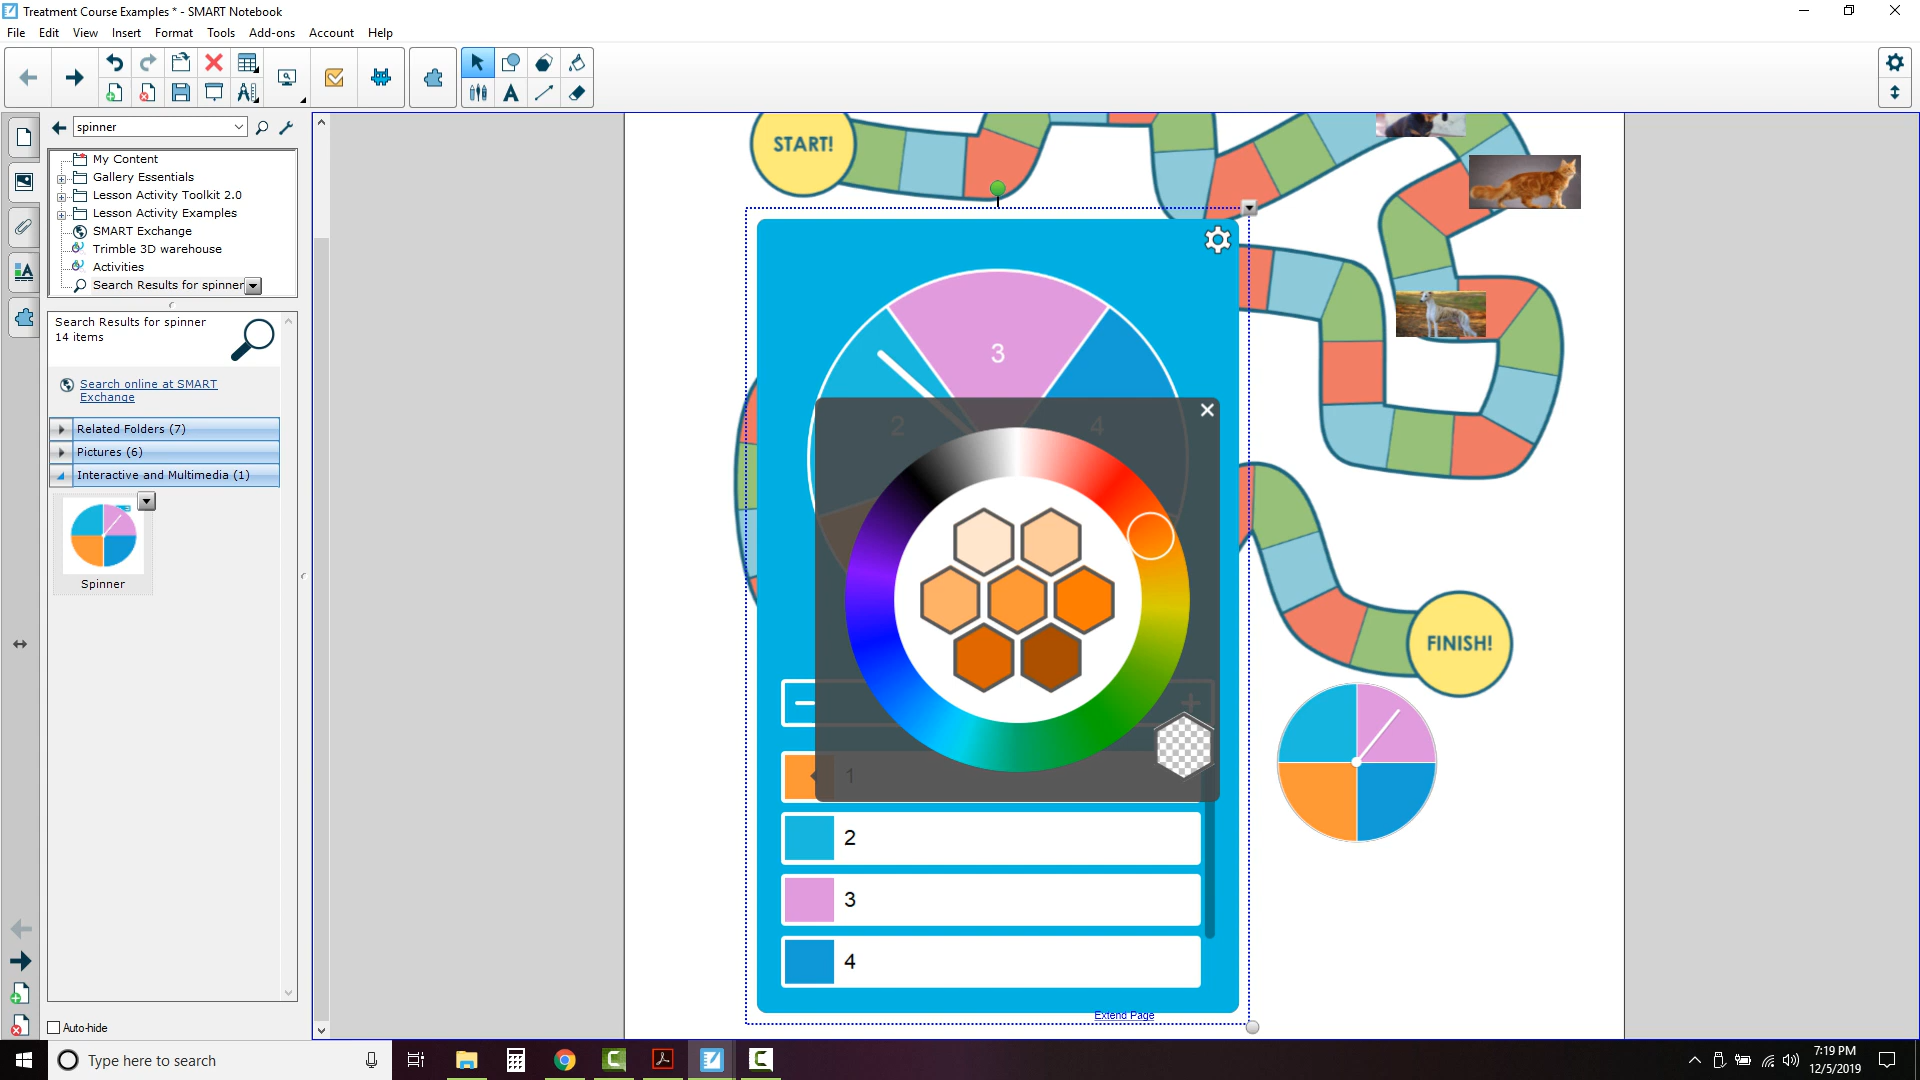 Treatment Course Examples * - SMART Notebook
File Edit View Insert Format Tools Add-ons Account Help
spinner
My Content
Gallery Essentials
Lesson Activity Toolkit 2.0
Lesson Activity Examples
SMART Exchange
Trimble 3D warehouse
Activities
Search Results for spinner
Search Results for spinner
14 items
Search online at SMART
Exchange
Related Folders (7)
Pictures (6)
Interactive and Multimedia (1)
Spinner
Auto-hide
START!
3
2
4
1
2
3
4
Extend Page
FINISH!
Type here to search
7:19 PM
12/5/2019